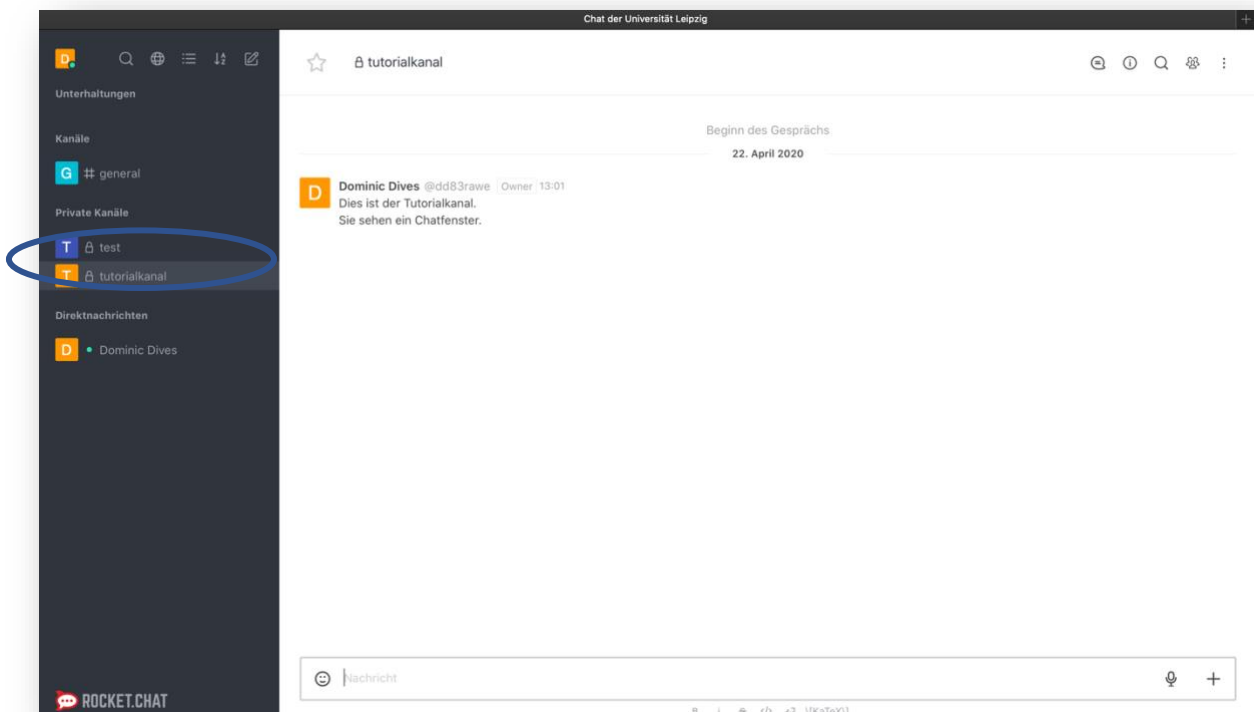 Chat der Universität Leipzig
D
Unterhaltungen
Kanäle
G # general
Private Kanäle
T test
T tutorialkanal
Direktnachrichten
D Dominic Dives
ROCKET.CHAT
tutorialkanal
Beginn des Gesprächs
22. April 2020
D
Dominic Dives @dd83rawe Owner 13:01
Dies ist der Tutorialkanal.
Sie sehen ein Chatfenster.
Nachricht